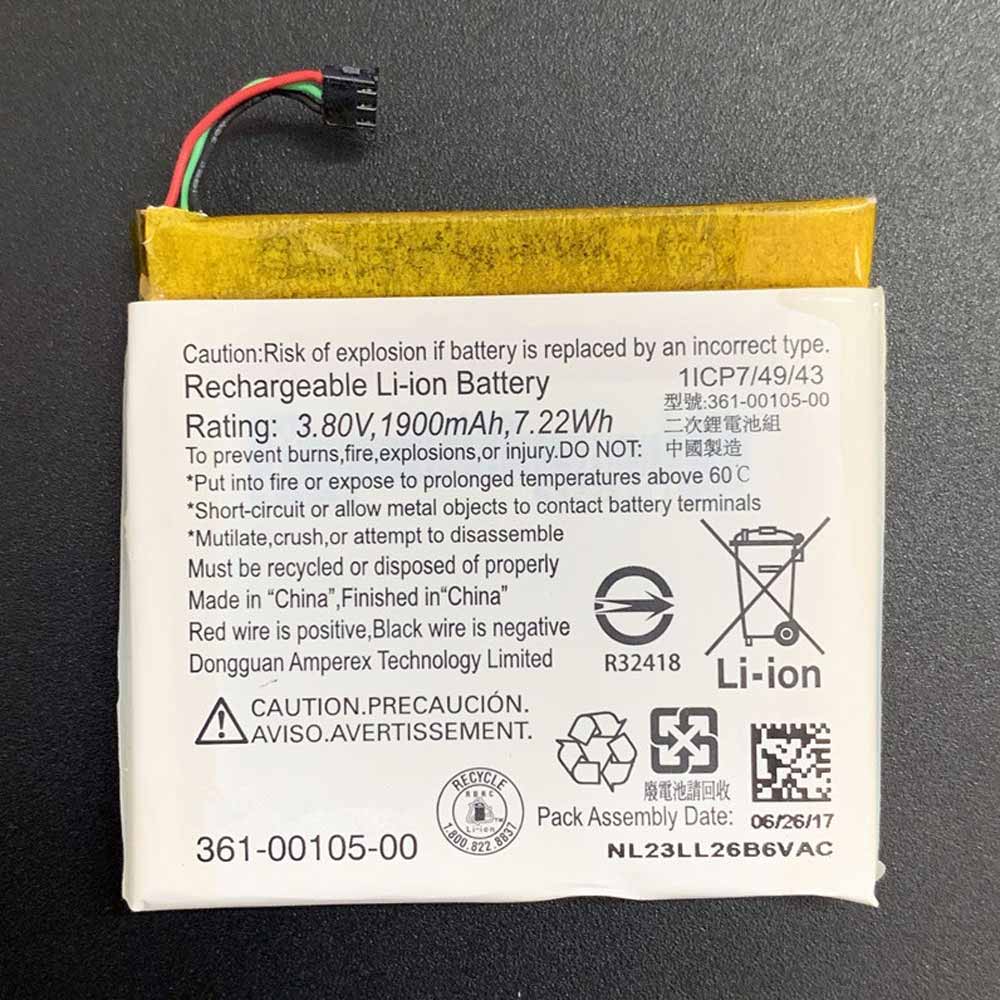 Caution:Risk of explosion if battery is replaced by an incorrect type.
Rechargeable Li-ion Battery
1ICP7/49/43
型號:361-00105-00
Rating: 3.80V,1900mAh,7.22Wh
二次鋰電池組
To prevent burns,fire,explosions,or injury.DO NOT:
中國製造
*Put into fire or expose to prolonged temperatures above 60℃
*Short-circuit or allow metal objects to contact battery terminals
*Mutilate,crush,or attempt to disassemble
Must be recycled or disposed of properly
Made in “China”,Finished in“China”
Red wire is positive,Black wire is negative
Dongguan Amperex Technology Limited
R32418
Li-ion
CAUTION.PRECAUCIÓN.
AVISO.AVERTISSEMENT.
廢電池請回收
RECYCLE
RBRC
Li-ion
TM
1.800.822.8837
Pack Assembly Date: 06/26/17
361-00105-00
NL23LL26B6VAC